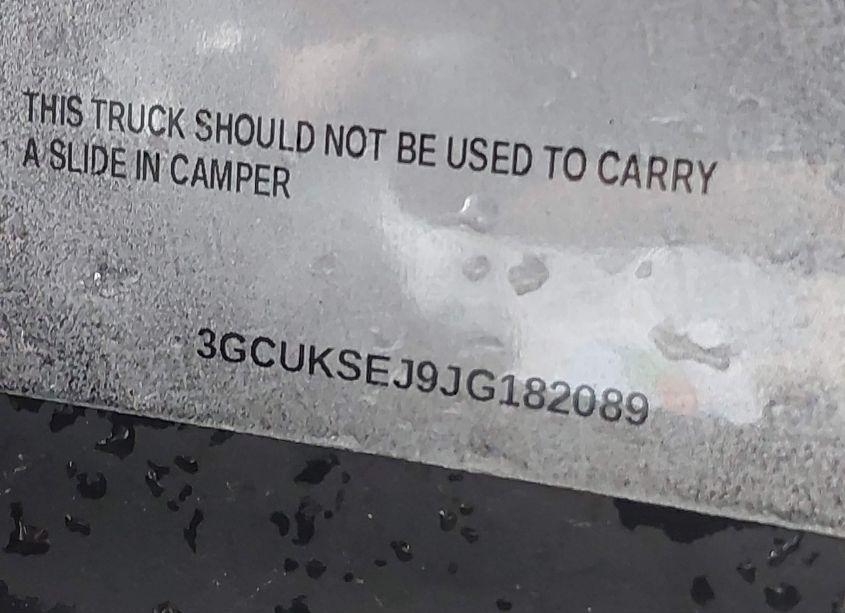 THIS TRUCK SHOULD NOT BE USED TO CARRY
A SLIDE IN CAMPER
3GCUKSEJ9JG182089